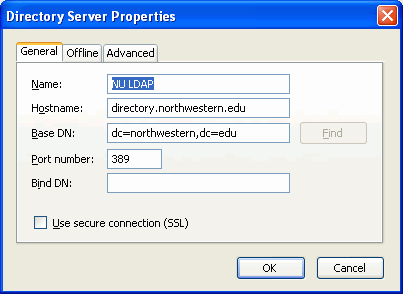 Directory Server Properties
General Offline Advanced
Name: NU LDAP
Hostname: directory.northwestern.edu
Base DN: dc=northwestern,dc=edu Find
Port number: 389
Bind DN:
Use secure connection (SSL)
OK Cancel